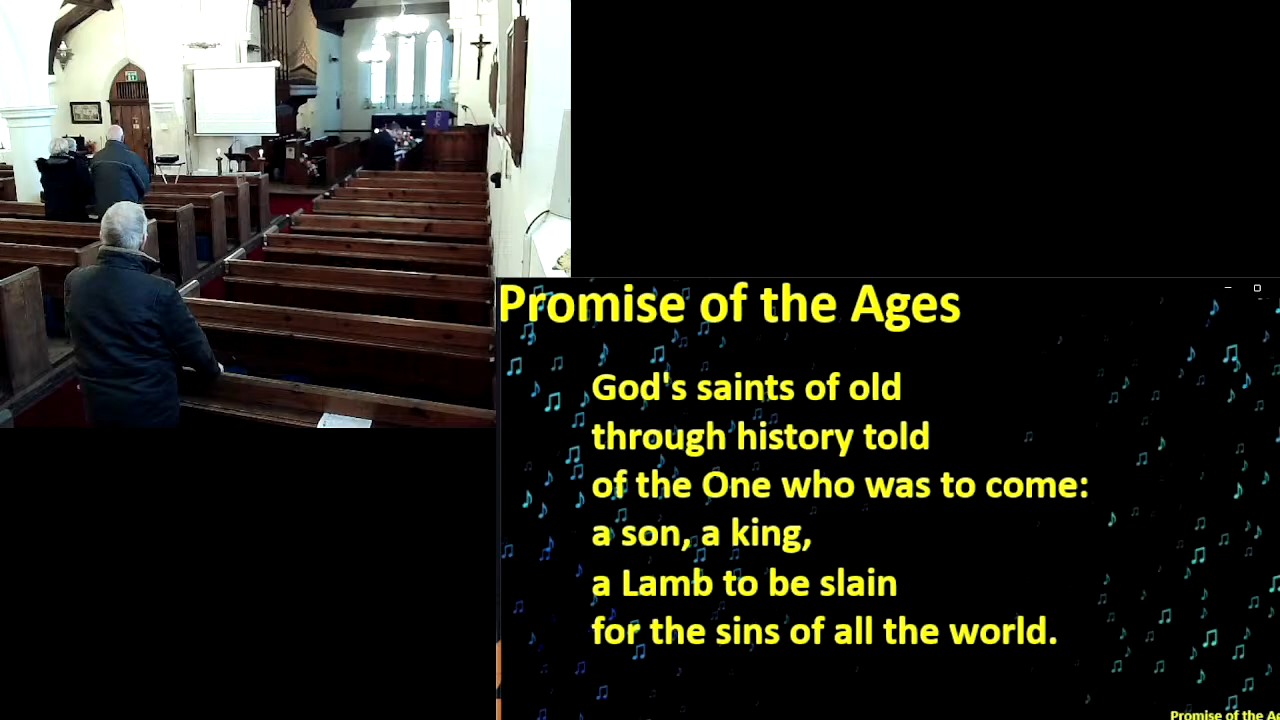 Promise of the Ages
God's saints of old
through history told
of the One who was to come:
a son, a king,
a Lamb to be slain
for the sins of all the world.
Promise of the Ag